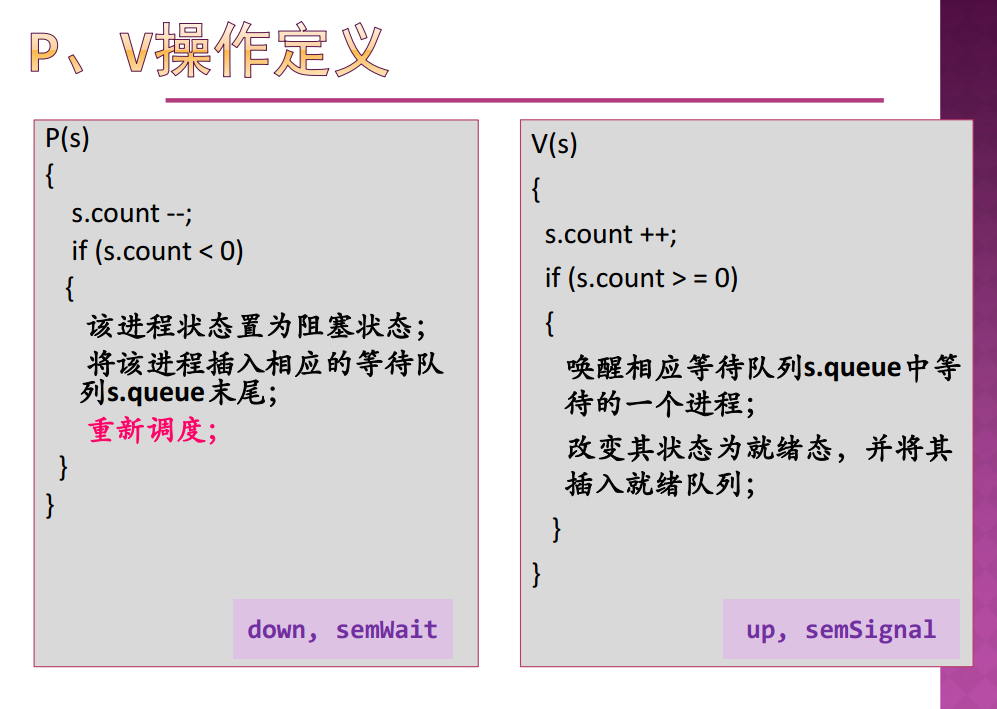 P、V操作定义
P(s)
{
s.count --;
if (s.count < 0)
{
该进程状态置为阻塞状态；
将该进程插入相应的等待队
列s.queue末尾；
重新调度；
}
}
down, semWait
V(s)
{
s.count ++;
if (s.count > = 0)
{
唤醒相应等待队列s.queue中等
待的一个进程；
改变其状态为就绪态，并将其
插入就绪队列；
}
}
up, semSignal